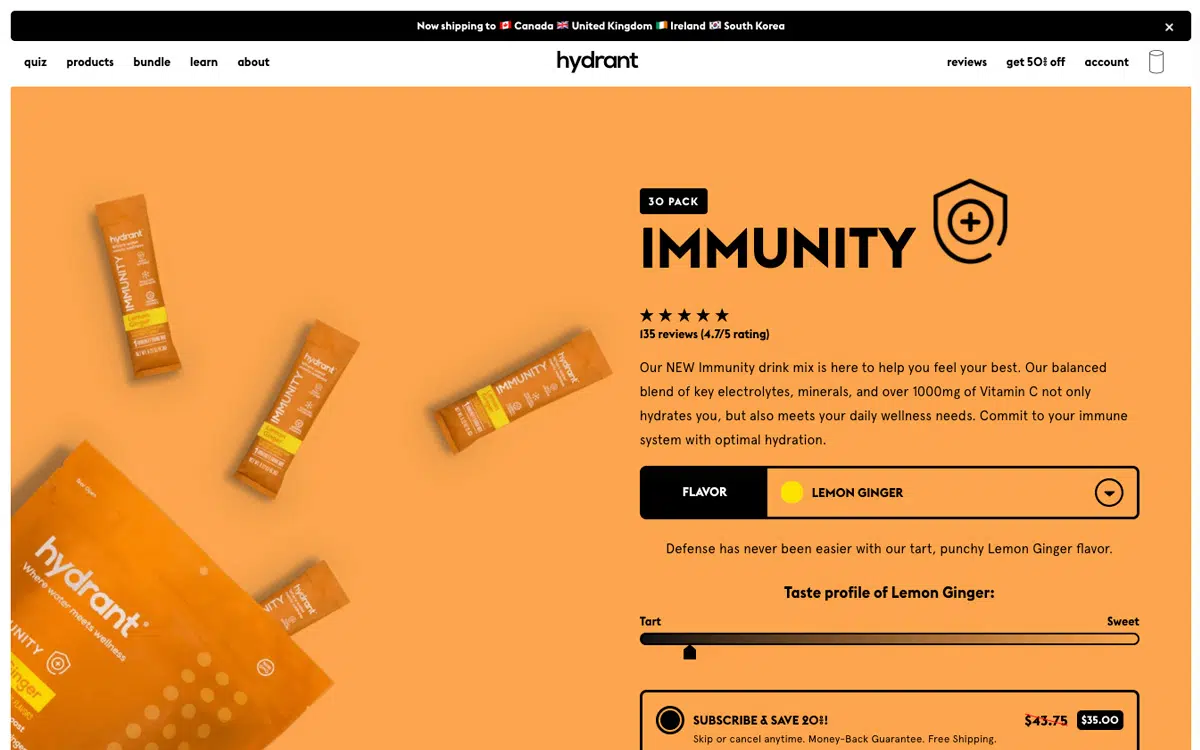 Now shipping to 🇨🇦 Canada 🇬🇧 United Kingdom 🇮🇪 Ireland 🇰🇷 South Korea
quiz products bundle learn about
hydrant
reviews get 50% off account
30 PACK
IMMUNITY
135 reviews (4.7/5 rating)
Our NEW Immunity drink mix is here to help you feel your best. Our balanced
blend of key electrolytes, minerals, and over 1000mg of Vitamin C not only
hydrates you, but also meets your daily wellness needs. Commit to your immune
system with optimal hydration.
FLAVOR
LEMON GINGER
Defense has never been easier with our tart, punchy Lemon Ginger flavor.
Taste profile of Lemon Ginger:
Tart
Sweet
SUBSCRIBE & SAVE 20%!
$43.75
$35.00
Skip or cancel anytime. Money-Back Guarantee. Free Shipping.
hydrant
IMMUNITY
Lemon
Ginger
hydrant
IMMUNITY
Lemon
Ginger
hydrant
IMMUNITY
hydrant
hydrant
Where water meets wellness